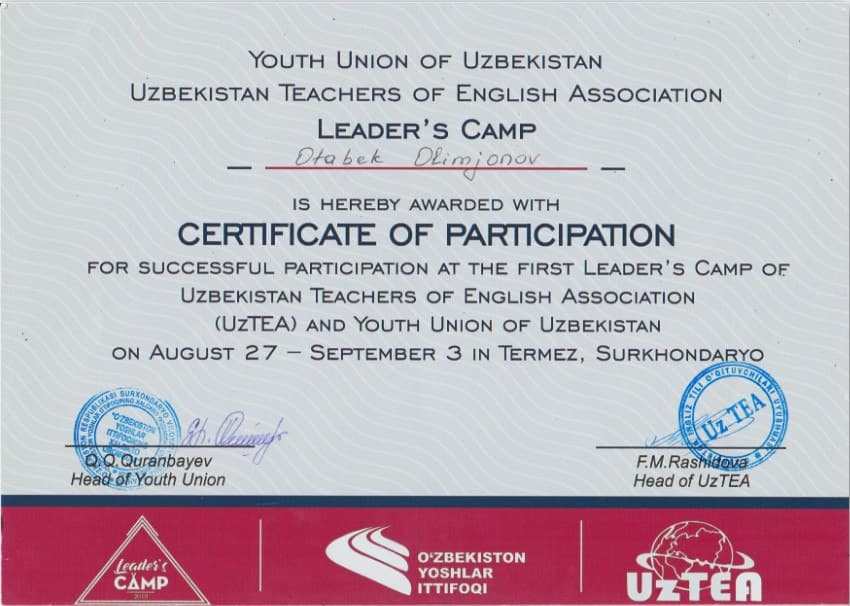 Youth Union of Uzbekistan
Uzbekistan Teachers of English Association
Leader's Camp
Otabek Olimjonov
is hereby awarded with
CERTIFICATE OF PARTICIPATION
for successful participation at the first Leader's Camp of
Uzbekistan Teachers of English Association
(UzTEA) and Youth Union of Uzbekistan
on August 27 – September 3 in Termez, Surkhondaryo
"O'ZBEKISTON
YOSHLAR
ITTIFOQI
Uz TEA
Q.Q.Quranbayev
Head of Youth Union
F.M.Rashidova
Head of UzTEA
Leader's
CAMP
O'ZBEKISTON
YOSHLAR
ITTIFOQI
UzTEA